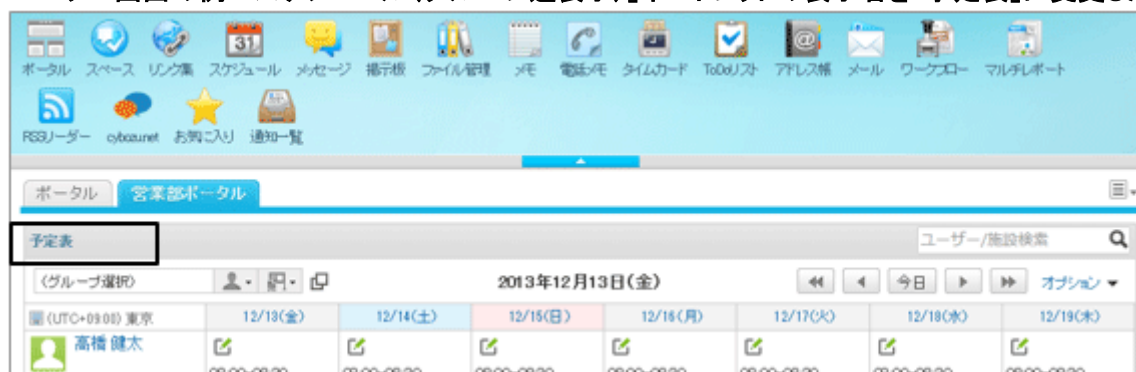 ポータル スペース リンク集 スケジュール メッセージ 掲示板 ファイル管理 メモ 電話メモ タイムカード ToDoリスト アドレス帳 メール ワークフロー マルチレポート
RSSリーダー cybozunet お気に入り 通知一覧
ポータル 営業部ポータル
予定表 ユーザー/施設検索
(グループ選択) 2013年12月13日(金) 今日 オプション
(UTC+09:00) 東京 12/13(金) 12/14(土) 12/15(日) 12/16(月) 12/17(火) 12/18(水) 12/19(木)
高橋 健太